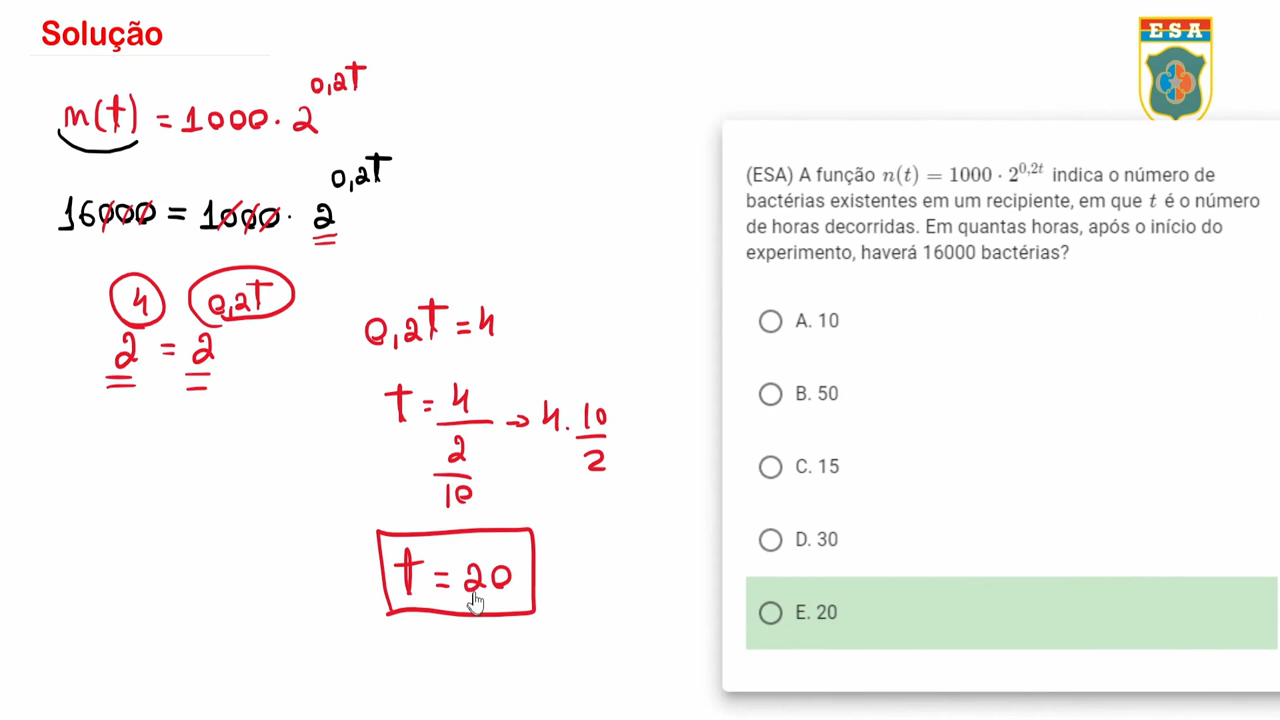 Solução
n(t) = 1000 · 2^0,2t
16000 = 1000 · 2^0,2t
2^4 = 2^0,2t
0,2t = 4
t = 4/(2/10) → 4 · 10/2
t = 20
ESA
(ESA) A função n(t) = 1000 · 2^0,2t indica o número de
bactérias existentes em um recipiente, em que t é o número
de horas decorridas. Em quantas horas, após o início do
experimento, haverá 16000 bactérias?
A. 10
B. 50
C. 15
D. 30
E. 20